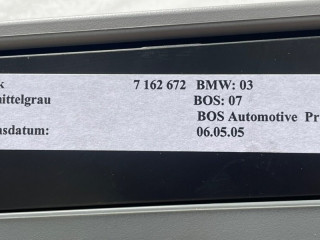 k 7 162 672 BMW: 03
ittelgrau BOS: 07
BOS Automotive Pr
sdatum: 06.05.05